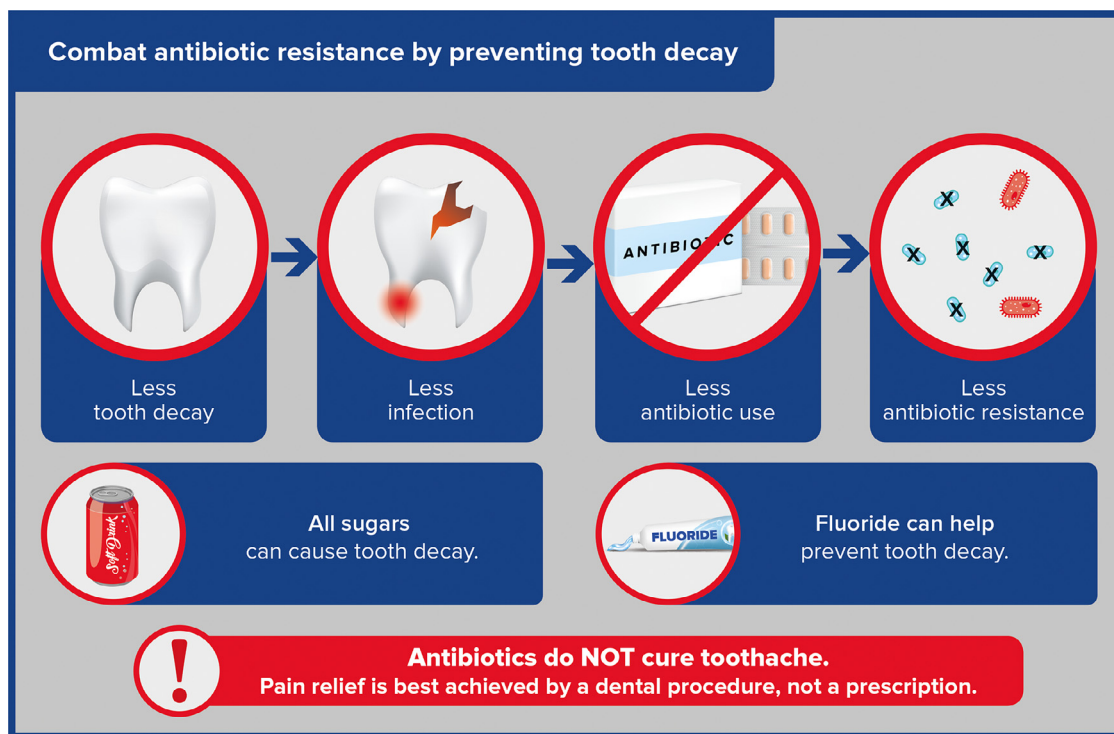 Combat antibiotic resistance by preventing tooth decay
ANTIBIOTIC
X
X
X
X
X
X
Less
tooth decay
Less
infection
Less
antibiotic use
Less
antibiotic resistance
Soft Drink
All sugars
can cause tooth decay.
FLUORIDE
Fluoride can help
prevent tooth decay.
!
Antibiotics do NOT cure toothache.
Pain relief is best achieved by a dental procedure, not a prescription.